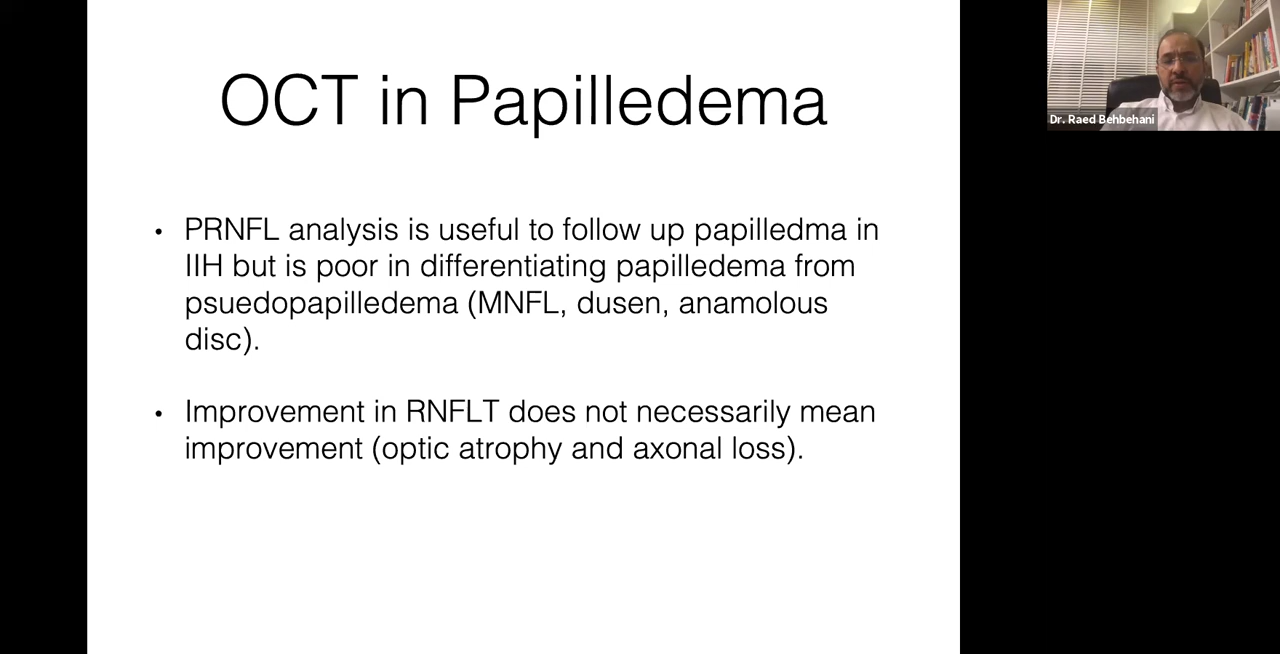 OCT in Papilledema
• PRNFL analysis is useful to follow up papilledma in
IIH but is poor in differentiating papilledema from
psuedopapilledema (MNFL, dusen, anamolous
disc).
• Improvement in RNFLT does not necessarily mean
improvement (optic atrophy and axonal loss).
Dr. Raed Behbehani